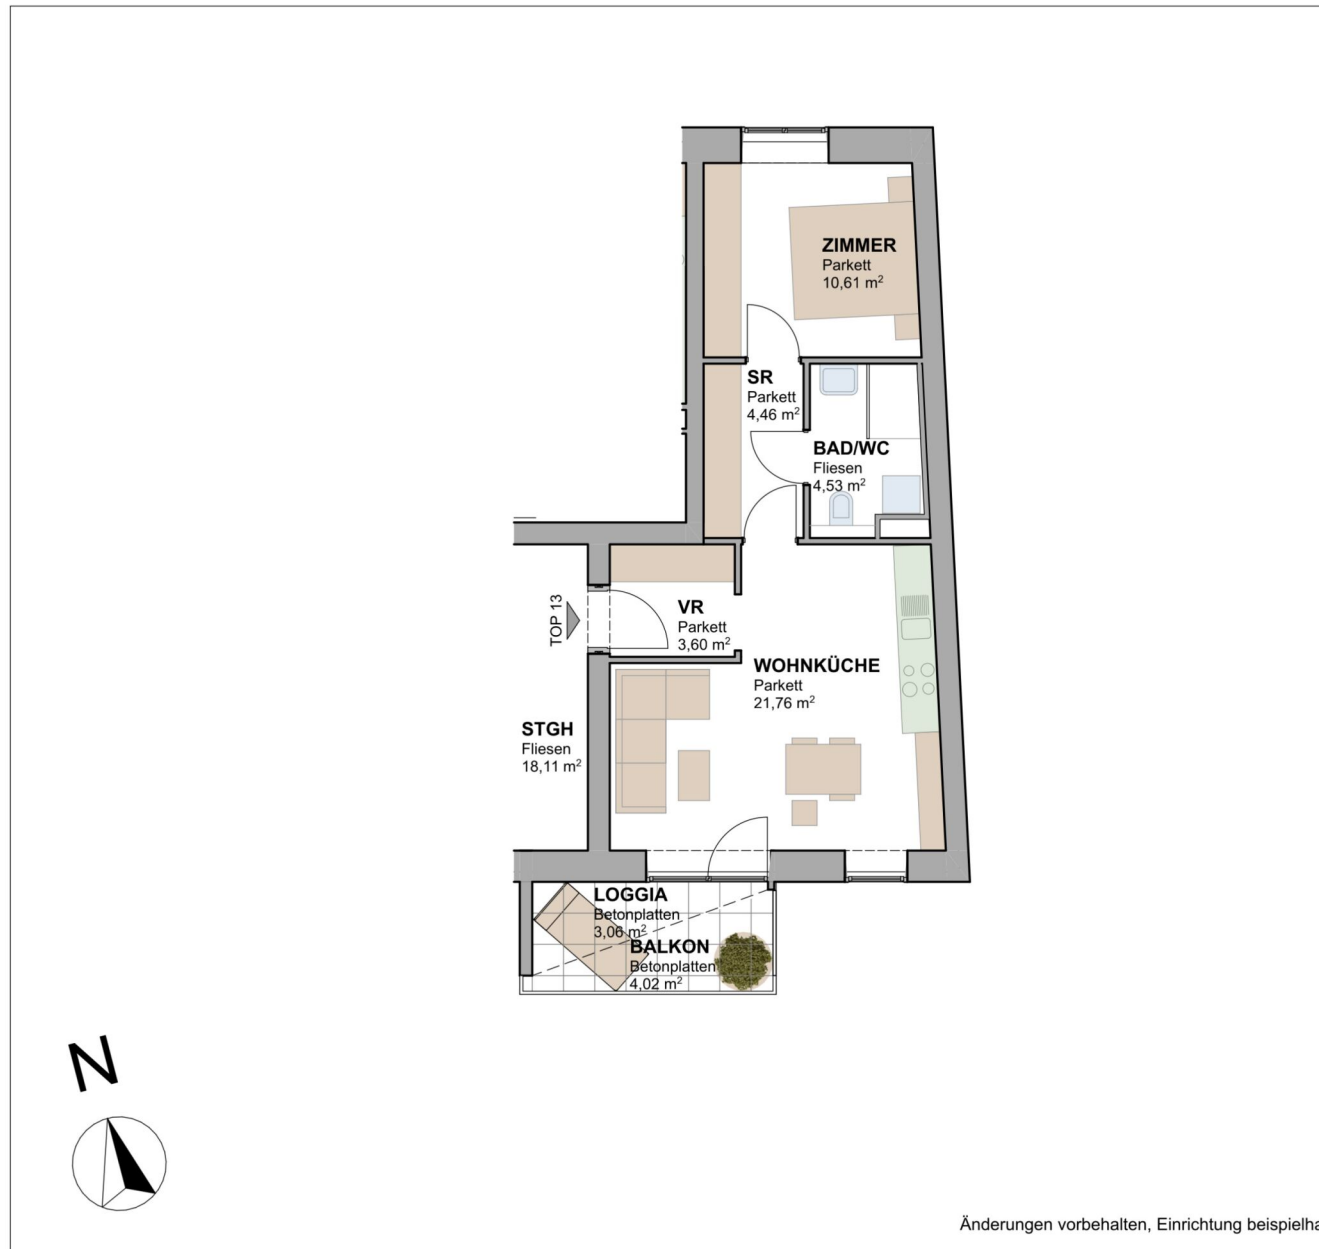 ZIMMER
Parkett
10,61 m²
SR
Parkett
4,46 m²
BAD/WC
Fliesen
4,53 m²
TOP 13
VR
Parkett
3,60 m²
WOHNKÜCHE
Parkett
21,76 m²
STGH
Fliesen
18,11 m²
LOGGIA
Betonplatten
3,06 m²
BALKON
Betonplatten
4,02 m²
N
Änderungen vorbehalten, Einrichtung beispielha